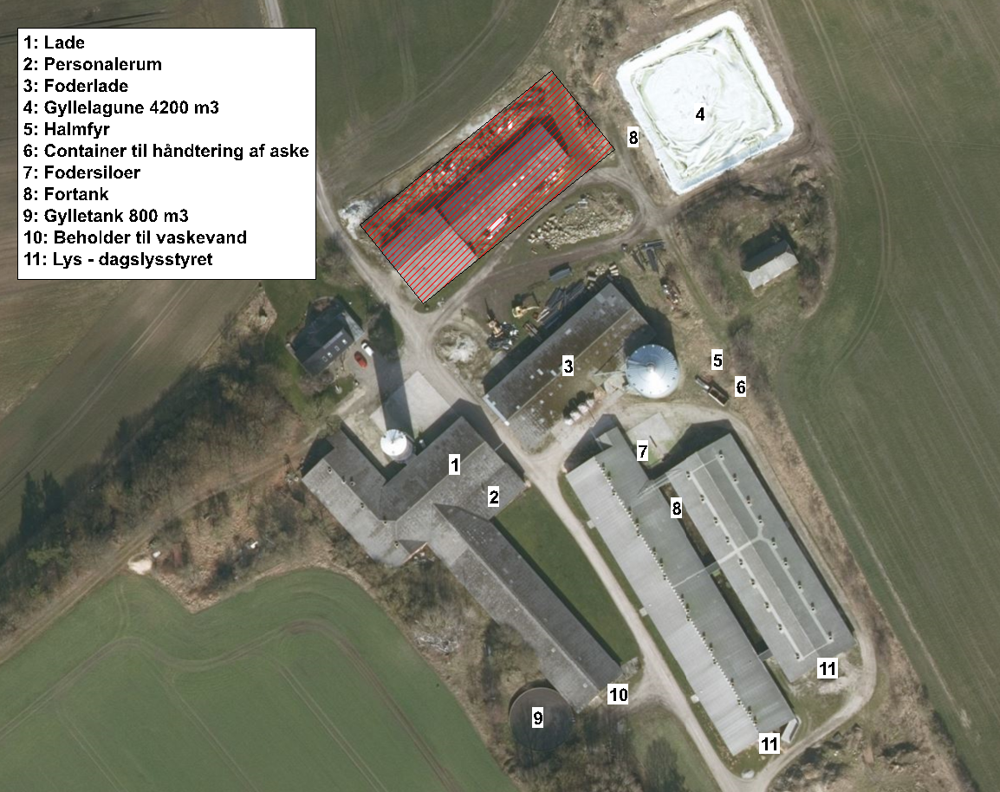 1: Lade
2: Personalerum
3: Foderlade
4: Gyllelagune 4200 m3
5: Halmfyr
6: Container til håndtering af aske
7: Fodersiloer
8: Fortank
9: Gylletank 800 m3
10: Beholder til vaskevand
11: Lys - dagslysstyret
4
8
5
3
6
7
1
2
8
11
10
9
11